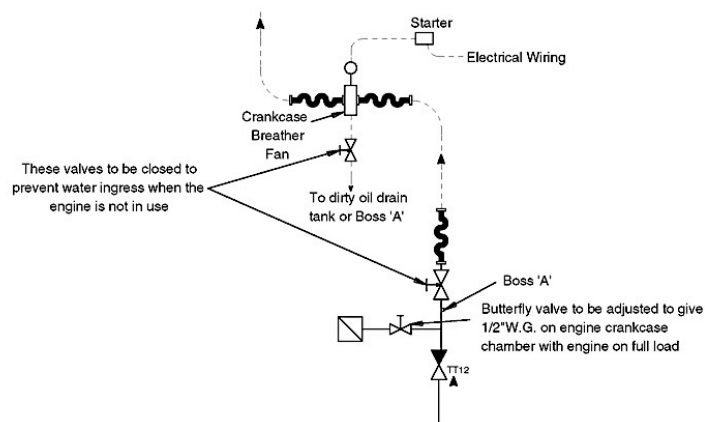 Starter
Electrical Wiring
Crankcase
Breather
Fan
These valves to be closed to
prevent water ingress when the
engine is not in use
To dirty oil drain
tank or Boss 'A'
Boss 'A'
Butterfly valve to be adjusted to give
1/2"W.G. on engine crankcase
chamber with engine on full load
TT12